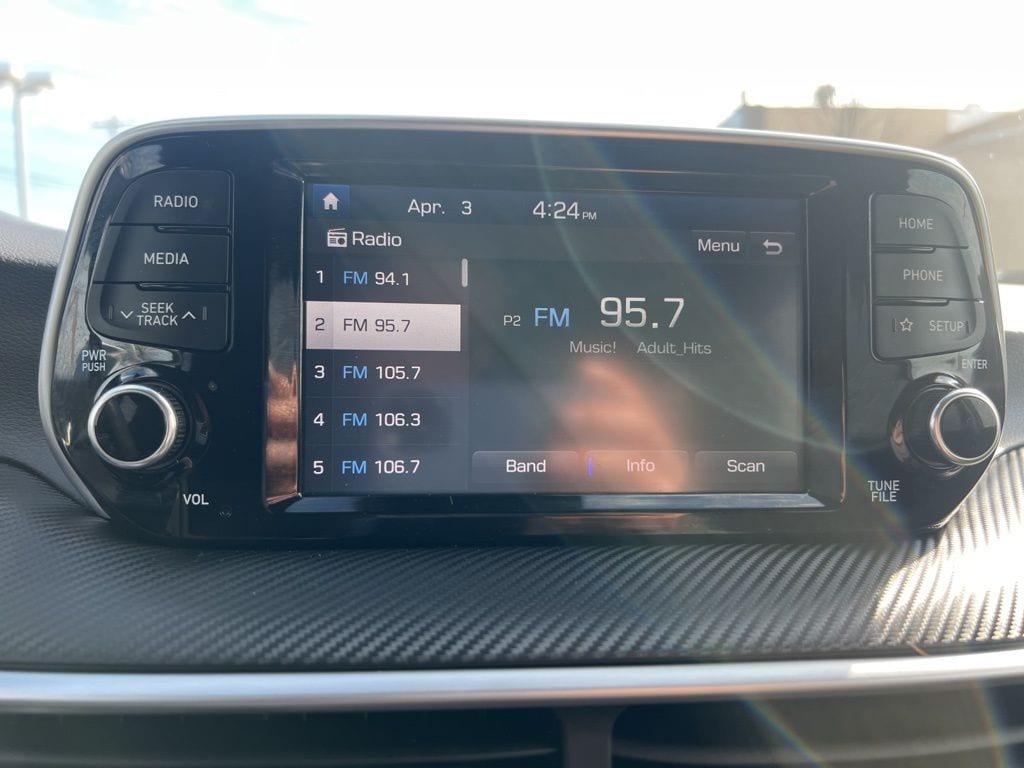 RADIO
MEDIA
SEEK
TRACK
PWR
PUSH
VOL
Apr. 3 4:24 PM
Radio
Menu
1 FM 94.1
2 FM 95.7
3 FM 105.7
4 FM 106.3
5 FM 106.7
P2 FM 95.7
Music! Adult_Hits
Band Info Scan
HOME
PHONE
SETUP
ENTER
TUNE
FILE